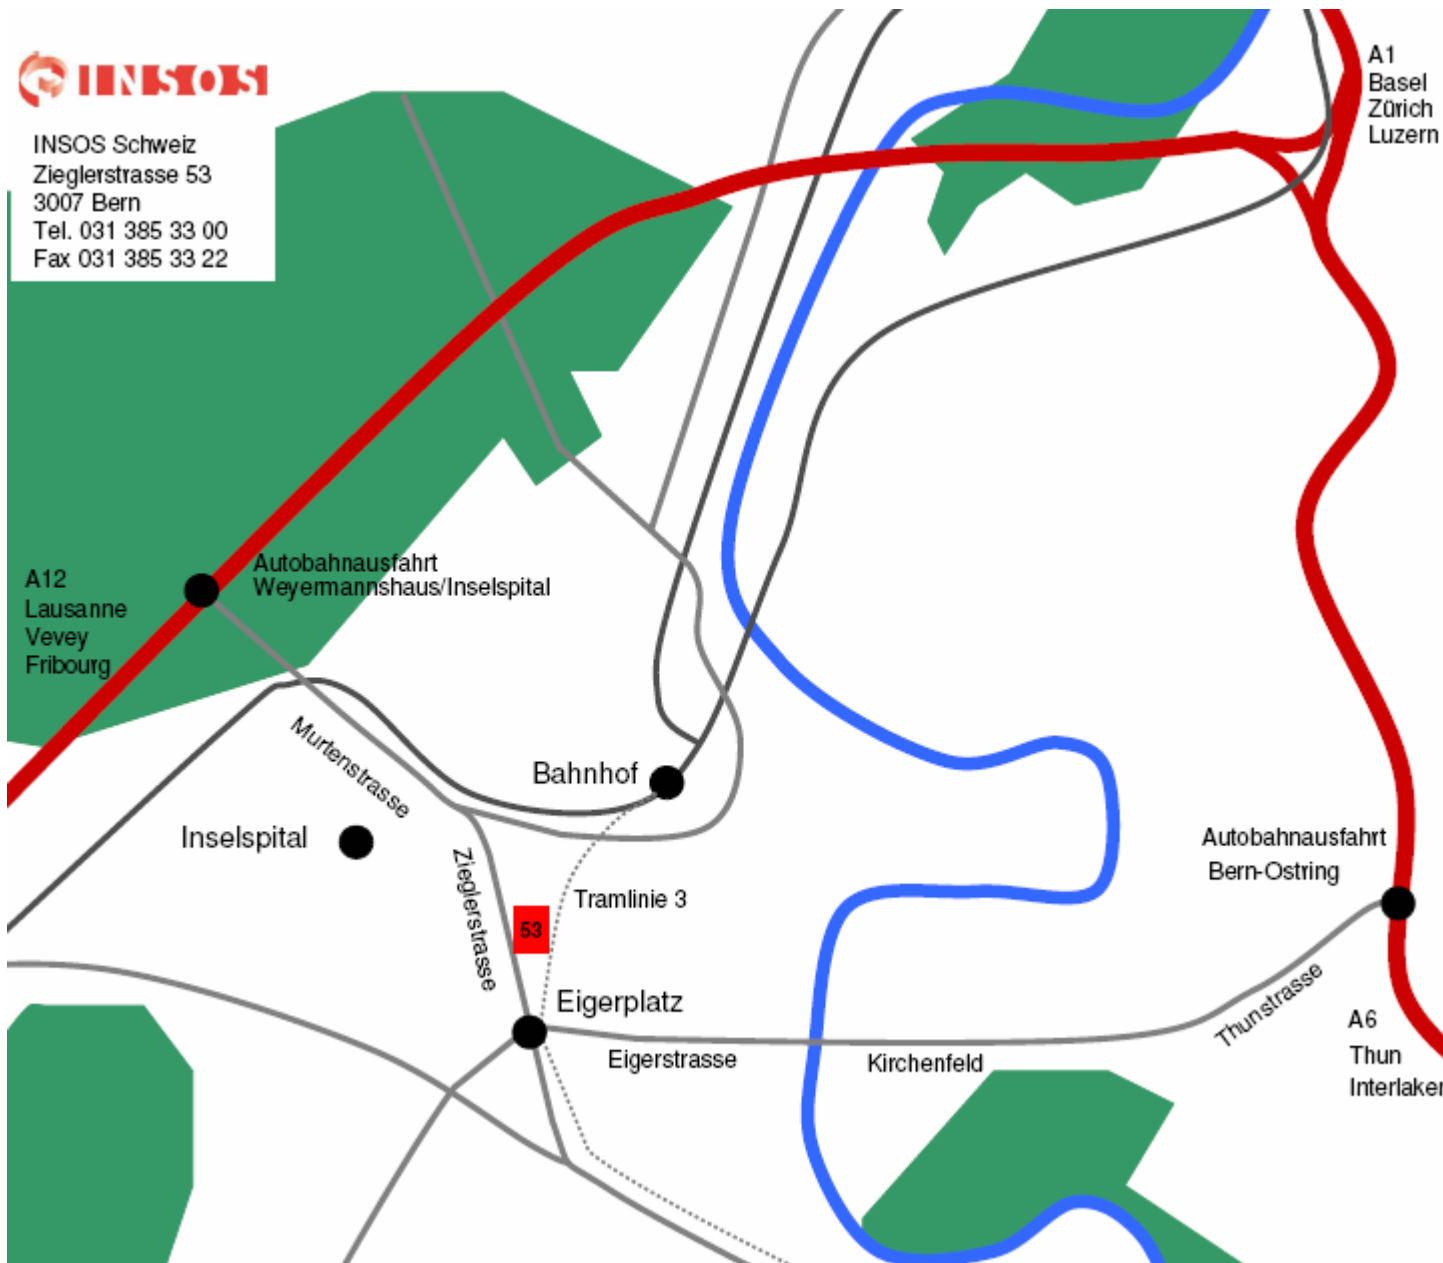 INSOS
INSOS Schweiz
Zieglerstrasse 53
3007 Bern
Tel. 031 385 33 00
Fax 031 385 33 22
A1
Basel
Zürich
Luzern
Autobahnausfahrt
Weyermannshaus/Inselspital
A12
Lausanne
Vevey
Fribourg
Murtenstrasse
Bahnhof
Inselspital
Zieglerstrasse
Tramlinie 3
53
Autobahnausfahrt
Bern-Ostring
Eigerplatz
Eigerstrasse
Kirchenfeld
Thunstrasse
A6
Thun
Interlaken